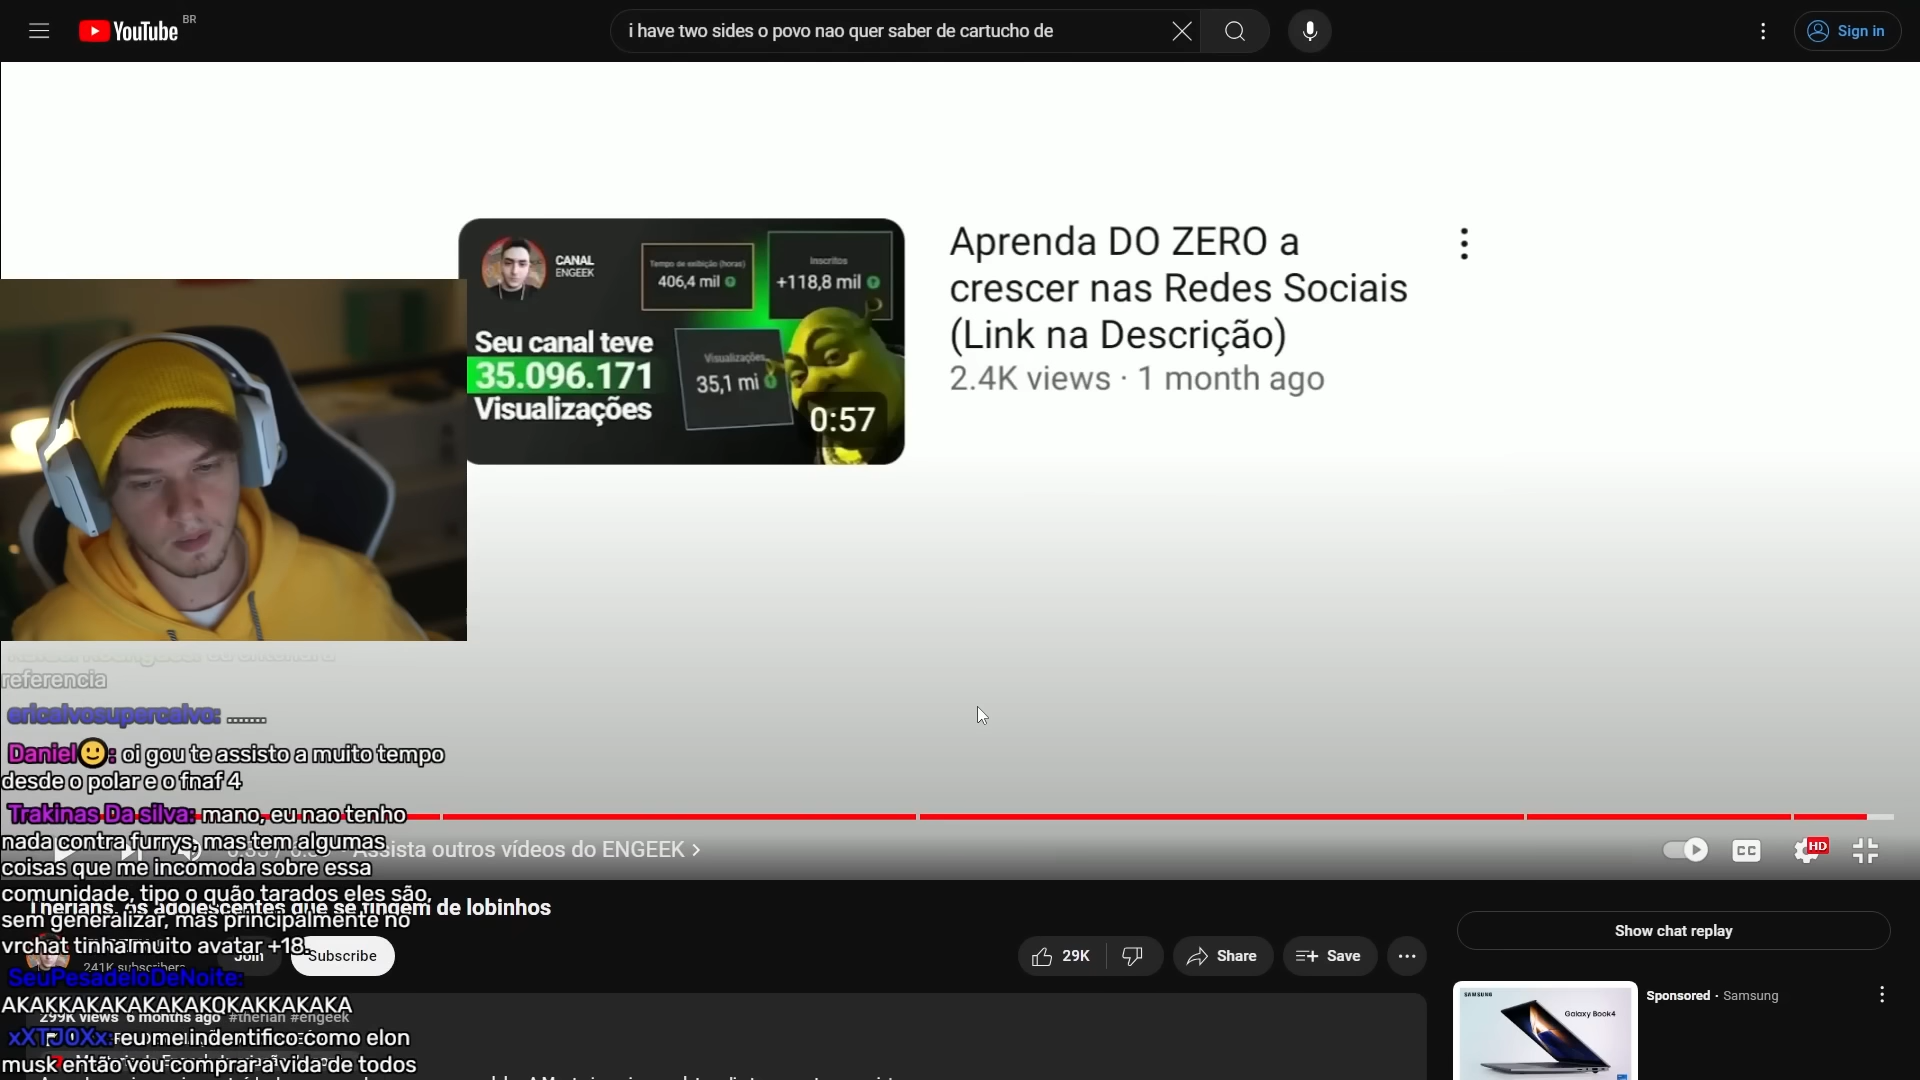 YouTube BR
i have two sides o povo nao quer saber de cartucho de
Sign in
CANAL
ENGEEK
Tempo de exibição (horas)
406,4 mil
Inscritos
+118,8 mil
Seu canal teve
35.096.171
Visualizações
Visualizações
35,1 mi
0:57
Aprenda DO ZERO a
crescer nas Redes Sociais
(Link na Descrição)
2.4K views · 1 month ago
referencia
ericalvosupercalvo: .......
Daniel🙂: oi gou te assisto a muito tempo
desde o polar e o fnaf 4
Trakinas Da silva: mano, eu nao tenho
nada contra furrys, mas tem algumas
coisas que me incomoda sobre essa
comunidade, tipo o quão tarados eles são,
sem generalizar, mas principalmente no
vrchat tinha muito avatar +18.
SeuPesadeloDeNoite:
AKAKKAKAKAKAKAKQKAKKAKAKA
xXTJ0Xx: eu me indentifico como elon
musk então vou comprar a vida de todos
Assista outros vídeos do ENGEEK
CC
HD
Therians, os adolescentes que se fingem de lobinhos
241K subscribers
Join
Subscribe
29K
Share
Save
299K views 6 months ago #therian #engeek
Show chat replay
SAMSUNG
Galaxy Book4
Sponsored · Samsung